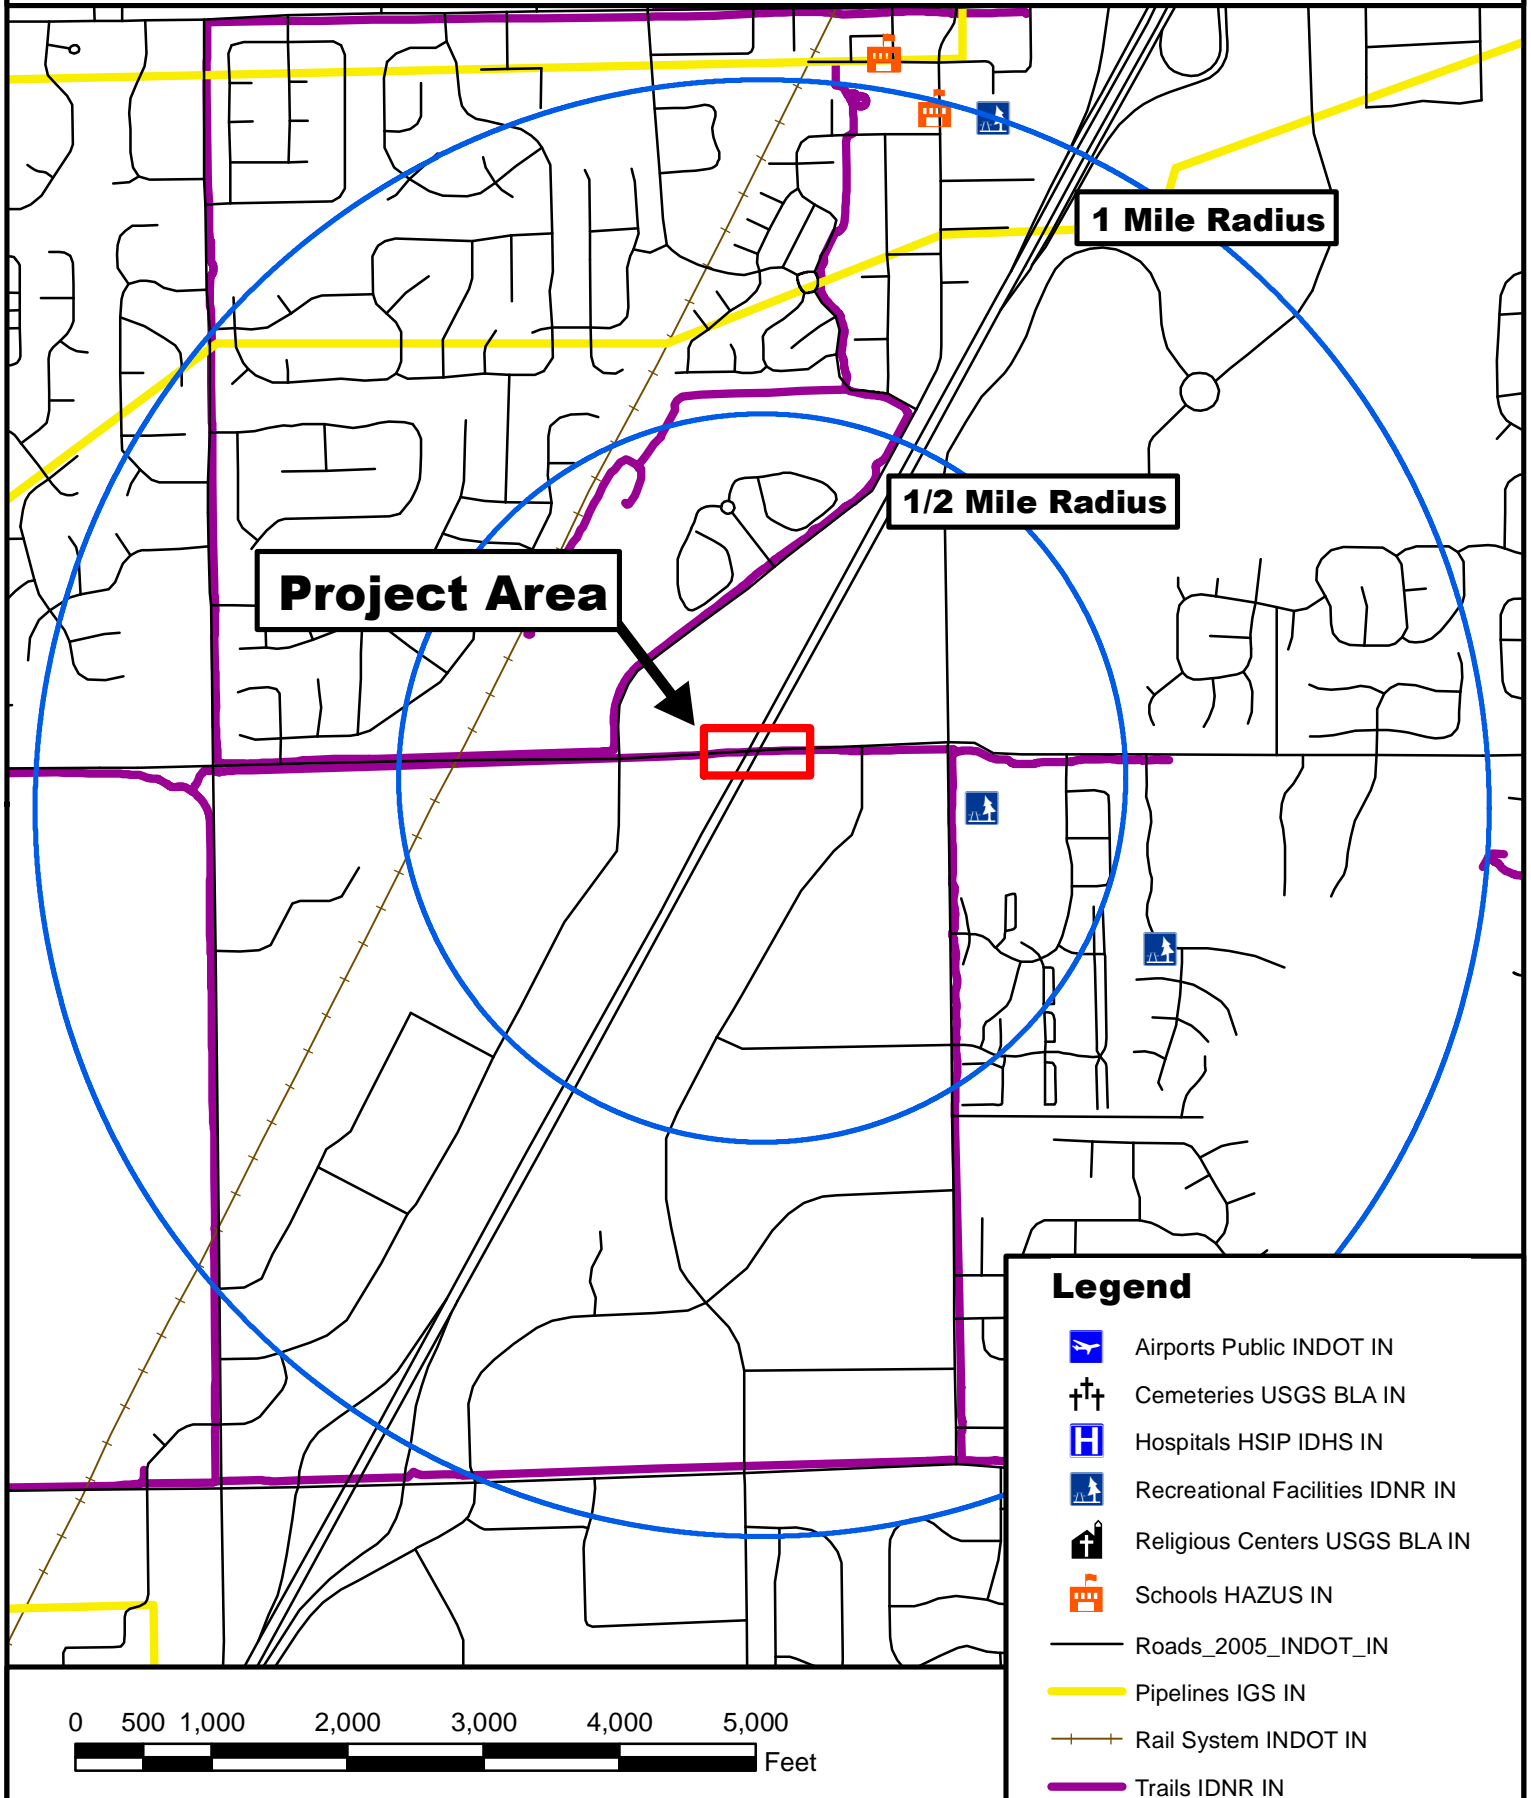 1 Mile Radius
1/2 Mile Radius
Project Area
Legend
Airports Public INDOT IN
Cemeteries USGS BLA IN
Hospitals HSIP IDHS IN
H
Recreational Facilities IDNR IN
Religious Centers USGS BLA IN
Schools HAZUS IN
Roads_2005_INDOT_IN
Pipelines IGS IN
Rail System INDOT IN
Trails IDNR IN
0 500 1,000 2,000 3,000 4,000 5,000
Feet